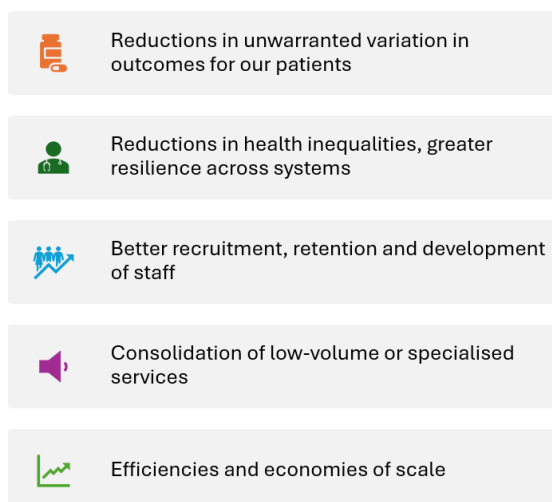 Reductions in unwarranted variation in
outcomes for our patients
Reductions in health inequalities, greater
resilience across systems
Better recruitment, retention and development
of staff
Consolidation of low-volume or specialised
services
Efficiencies and economies of scale